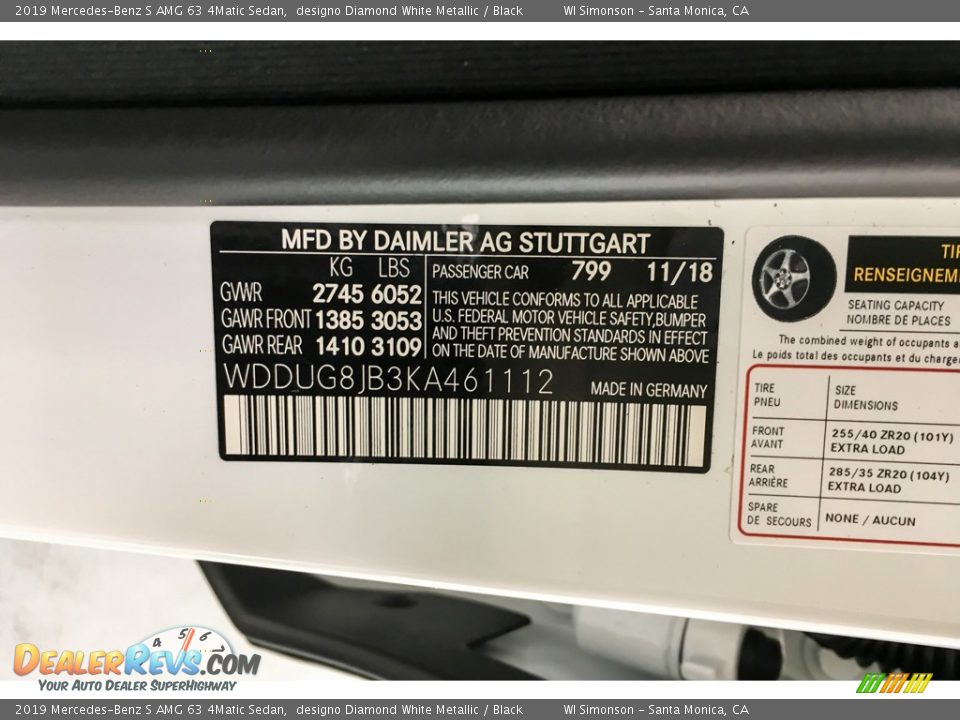 2019 Mercedes-Benz S AMG 63 4Matic Sedan, designo Diamond White Metallic / Black WI Simonson - Santa Monica, CA
MFD BY DAIMLER AG STUTTGART
KG LBS
GVWR 2745 6052
GAWR FRONT 1385 3053
GAWR REAR 1410 3109
PASSENGER CAR 799 11/18
THIS VEHICLE CONFORMS TO ALL APPLICABLE
U.S. FEDERAL MOTOR VEHICLE SAFETY,BUMPER
AND THEFT PREVENTION STANDARDS IN EFFECT
ON THE DATE OF MANUFACTURE SHOWN ABOVE
WDDUG8JB3KA461112 MADE IN GERMANY
SEATING CAPACITY
NOMBRE DE PLACES
The combined weight of occupants
Le poids total des occupants et du
TIRE
PNEU
SIZE
DIMENSIONS
FRONT
AVANT
255/40 ZR20 (101Y)
EXTRA LOAD
REAR
ARRIÈRE
285/35 ZR20 (104Y)
EXTRA LOAD
SPARE
DE SECOURS
NONE / AUCUN
4 5 6
DEALERREVS.COM
YOUR AUTO DEALER SUPERHIGHWAY
2019 Mercedes-Benz S AMG 63 4Matic Sedan, designo Diamond White Metallic / Black WI Simonson - Santa Monica, CA